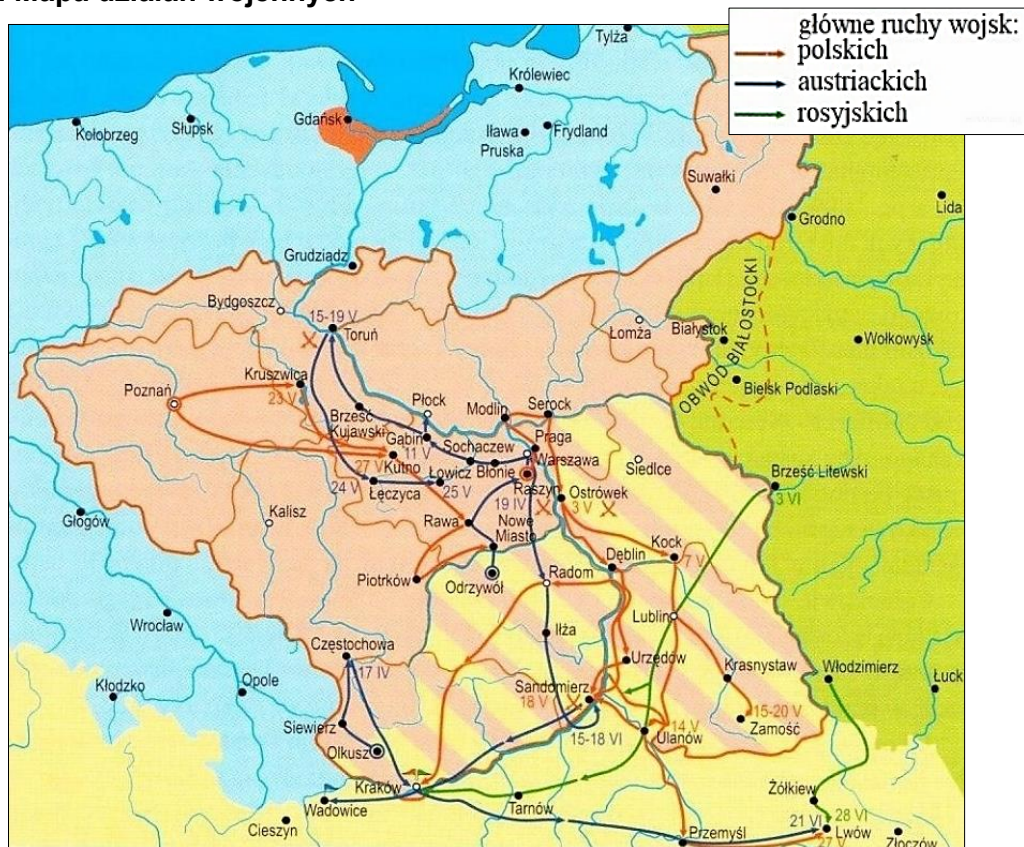 mapa działań wojennych
główne ruchy wojsk:
polskich
austriackich
rosyjskich
Tylża
Królewiec
Gdańsk
Kołobrzeg
Słupsk
Iława
Pruska
Frydland
Suwałki
Lida
Grodno
Grudziądz
Bydgoszcz
15-19 V
Toruń
Łomża
Białystok
OBWÓD BIAŁOSTOCKI
Wołkowysk
Bielsk Podlaski
Kruszwica
23 V
Poznań
Brześć
Kujawski
Płock
Modlin
Serock
Gąbin
11 V
Sochaczew
Praga
Warszawa
Siedlce
27 V
Kutno
Łowicz
Błonie
Brześć Litewski
3 VI
24 V
Łęczyca
25 V
Raszyn
19 IV
Ostrówek
3 V
Głogów
Kalisz
Rawa
Nowe
Miasto
Kock
7 V
Dęblin
Piotrków
Odrzywół
Radom
Lublin
Wrocław
Iłża
Częstochowa
17 IV
Urzędów
Krasnystaw
Włodzimierz
Łuck
Kłodzko
Opole
Sandomierz
18 V
15-20 V
Zamość
Siewierz
14 V
Ulanów
15-18 VI
Olkusz
Kraków
Żółkiew
Wadowice
Tarnów
Cieszyn
Przemyśl
21 VI
28 VI
Lwów
27 V
Złoczów